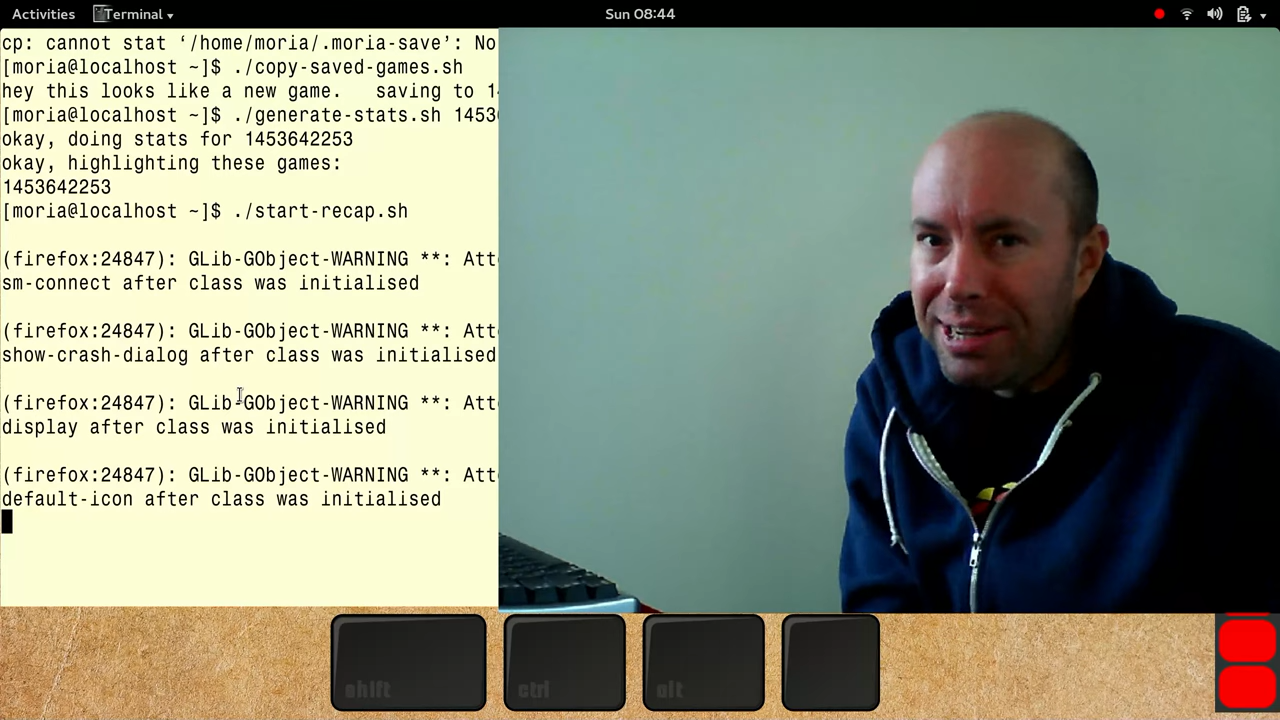 Activities
Terminal
Sun 08:44
cp: cannot stat ‘/home/moria/.moria-save’: No
[moria@localhost ~]$ ./copy-saved-games.sh
hey this looks like a new game.   saving to 1
[moria@localhost ~]$ ./generate-stats.sh 1453
okay, doing stats for 1453642253
okay, highlighting these games:
1453642253
[moria@localhost ~]$ ./start-recap.sh
(firefox:24847): GLib-GObject-WARNING **: Att
sm-connect after class was initialised
(firefox:24847): GLib-GObject-WARNING **: Att
show-crash-dialog after class was initialised
(firefox:24847): GLib-GObject-WARNING **: Att
display after class was initialised
(firefox:24847): GLib-GObject-WARNING **: Att
default-icon after class was initialised
shift
ctrl
alt